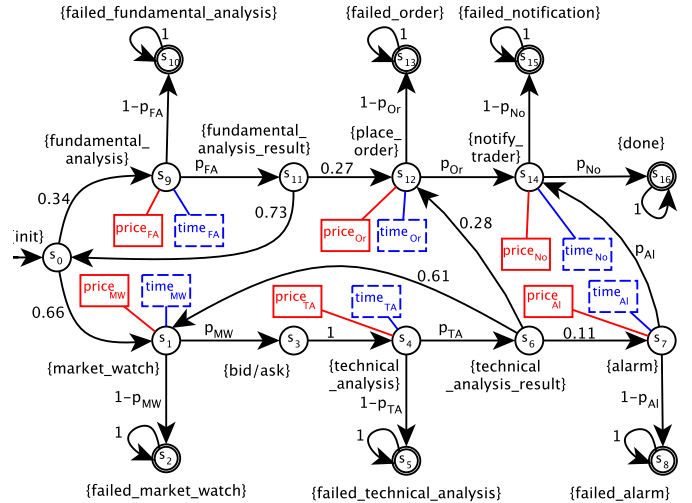 {failed_fundamental_analysis} {failed_order} {failed_notification}
1 1 1
s10 s13 s15
1-pFA 1-pOr 1-pNo
{fundamental_
analysis}
{fundamental_
analysis_result}
{place_
order}
{notify_
trader}
{done}
0.34 s9 pFA s11 0.27 s12 pOr s14 pNo s16
1
priceFA timeFA 0.73 priceOr timeOr 0.28 priceNo timeNo pAl
init}
s0
0.66 priceMW timeMW 0.61 priceTA timeTA priceAl timeAl
s1 pMW s3 1 s4 pTA s6 0.11 s7
{market_watch} {bid/ask} {technical
_analysis}
{technical
_analysis_result}
{alarm}
1-pMW 1-pTA 1-pAl
1 1 1
s2 s5 s8
{failed_market_watch} {failed_technical_analysis} {failed_alarm}